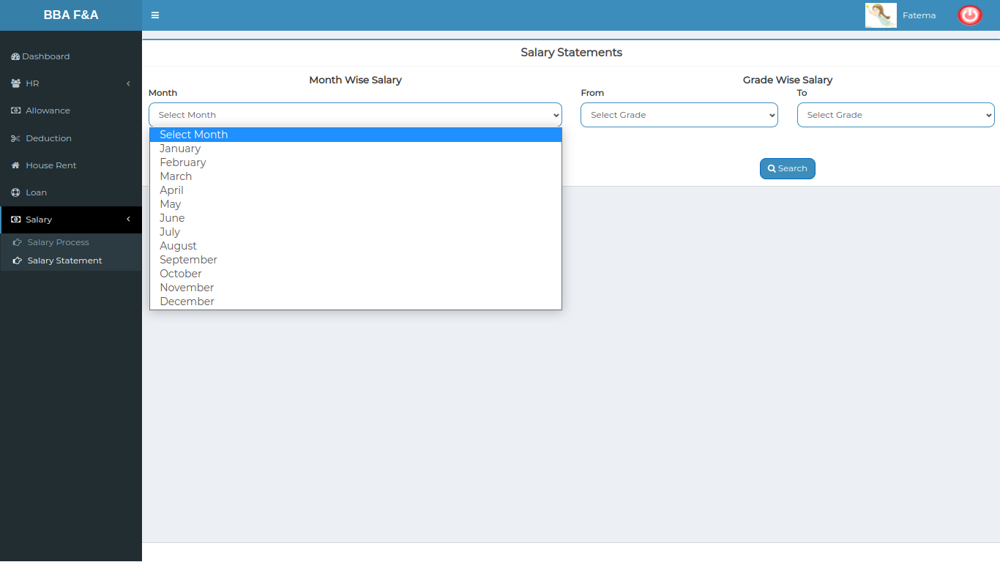 BBA F&A
Fatema
Dashboard
HR
Allowance
Deduction
House Rent
Loan
Salary
Salary Process
Salary Statement
Salary Statements
Month Wise Salary
Month
Select Month
Select Month
January
February
March
April
May
June
July
August
September
October
November
December
Grade Wise Salary
From To
Select Grade Select Grade
Search